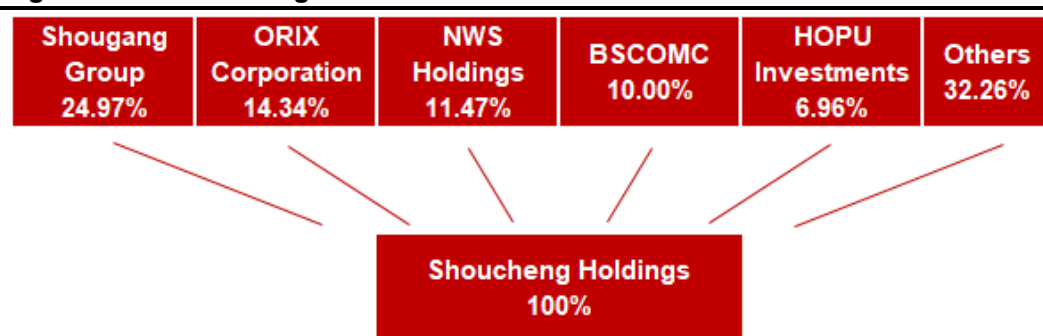 Shougang
Group
24.97%
ORIX
Corporation
14.34%
NWS
Holdings
11.47%
BSCOMC
10.00%
HOPU
Investments
6.96%
Others
32.26%
Shoucheng Holdings
100%